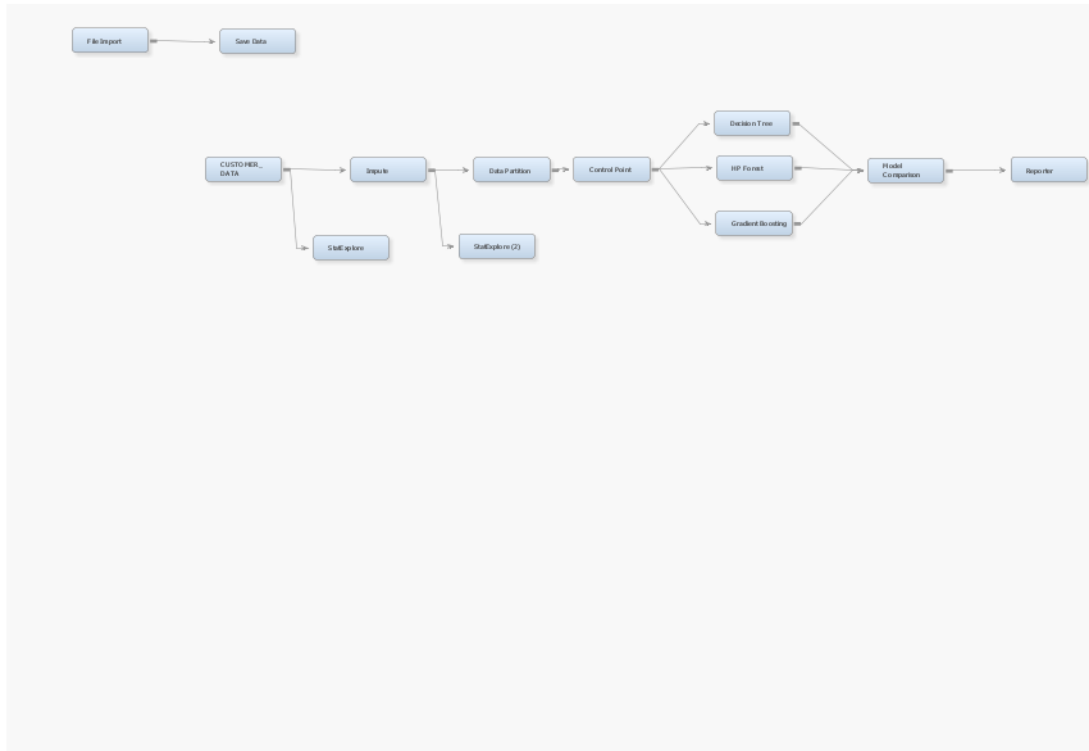 File Import
Save Data
Decision Tree
CUSTOMER_
DATA
Impute
Data Partition
Control Point
HP Forest
Model
Comparison
Reporter
Gradient Boosting
StatExplore
StatExplore (2)